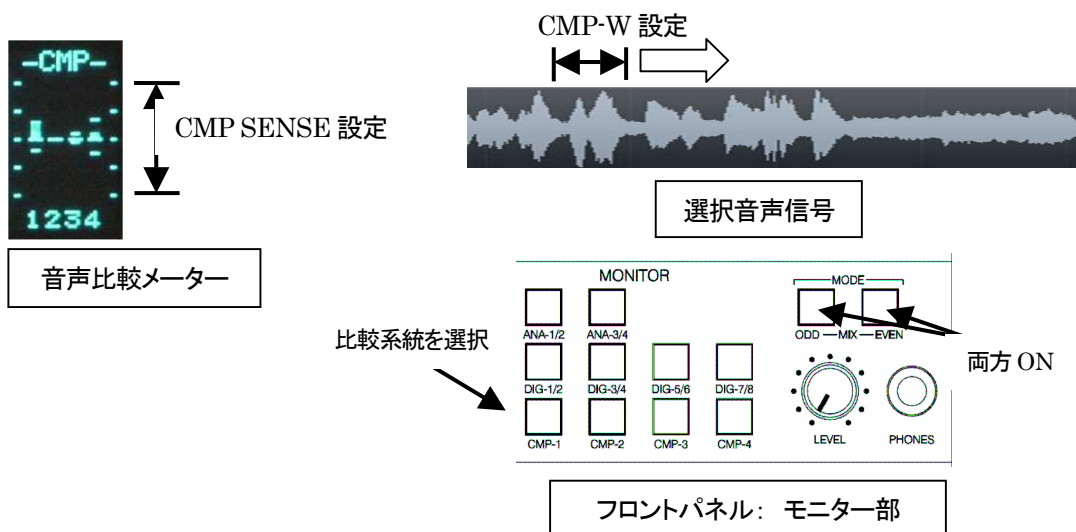 CMP-W 設定
-CMP-
CMP SENSE 設定
1234
音声比較メーター
選択音声信号
MONITOR
MODE
ANA-1/2 ANA-3/4
ODD MIX EVEN
比較系統を選択
両方 ON
DIG-1/2 DIG-3/4 DIG-5/6 DIG-7/8
CMP-1 CMP-2 CMP-3 CMP-4
LEVEL PHONES
フロントパネル： モニター部